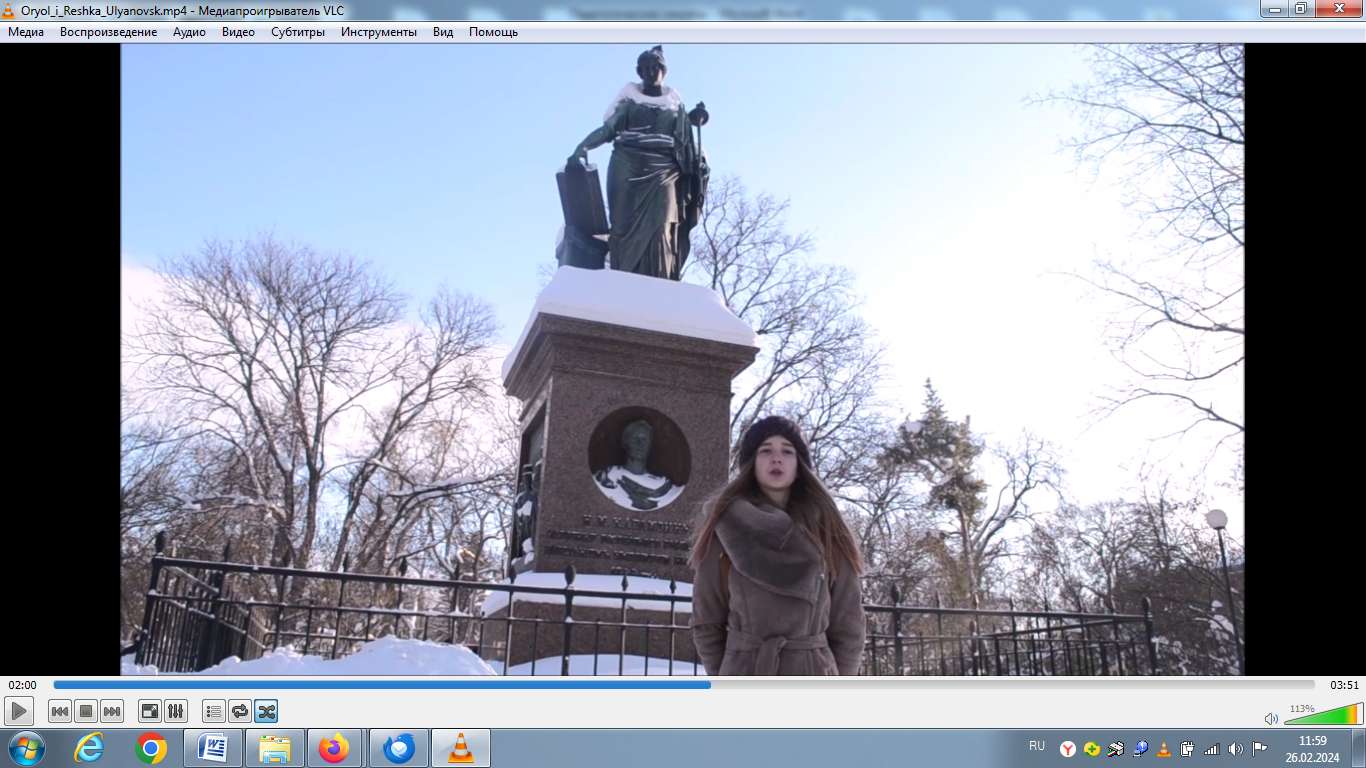 Oryol_i_Reshka_Ulyanovsk.mp4 - Медиапроигрыватель VLC
Медиа Воспроизведение Аудио Видео Субтитры Инструменты Вид Помощь
02:00 03:51
113%
RU
11:59
26.02.2024